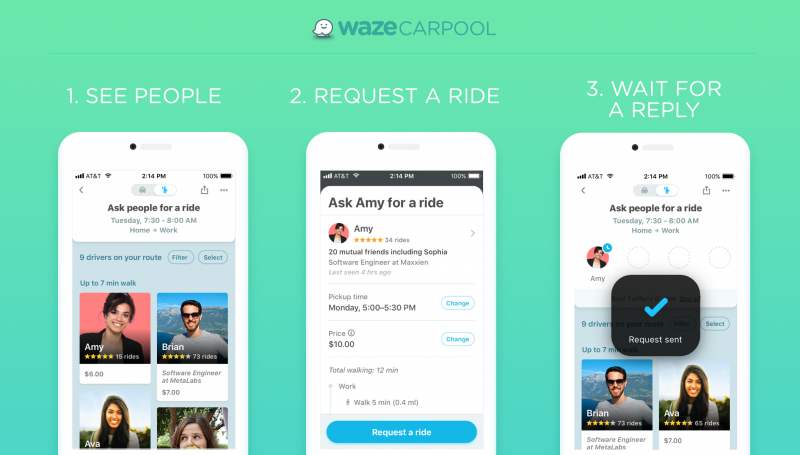 waze CARPOOL
1. SEE PEOPLE
AT&T 2:14 PM 100%
Ask people for a ride
Tuesday, 7:30 - 8:00 AM
Home → Work
9 drivers on your route Filter Select
Up to 7 min walk
Amy
★★★★★ 15 rides
$6.00
Brian
★★★★★ 73 rides
Software Engineer
at MetaLabs
$7.00
Ava
2. REQUEST A RIDE
AT&T 2:14 PM 100%
Ask Amy for a ride
Amy
★★★★★ 34 rides
20 mutual friends including Sophia
Software Engineer at Maxxien
Last seen 4 hrs ago
Pickup time
Monday, 5:00–5:30 PM Change
Price
$10.00 Change
Total walking: 12 min
Work
Walk 5 min (0.4 mi)
Request a ride
3. WAIT FOR
A REPLY
AT&T 2:14 PM 100%
Ask people for a ride
Tuesday, 7:30 - 8:00 AM
Home → Work
Amy
Request sent
9 drivers on your route Filter Select
Up to 7
Brian
★★★★★ 73 rides
Software Engineer
at MetaLabs
Ava
★★★★★ 65 rides
$7.00